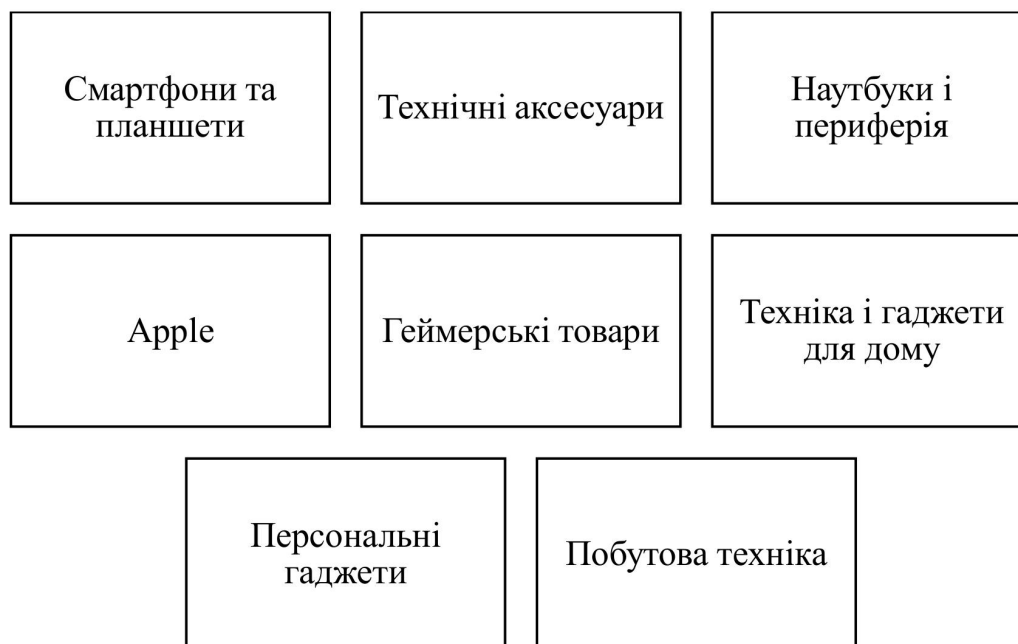 Смартфони та
планшети
Технічні аксесуари
Наутбуки і
периферія
Apple
Геймерські товари
Техніка і гаджети
для дому
Персональні
гаджети
Побутова техніка